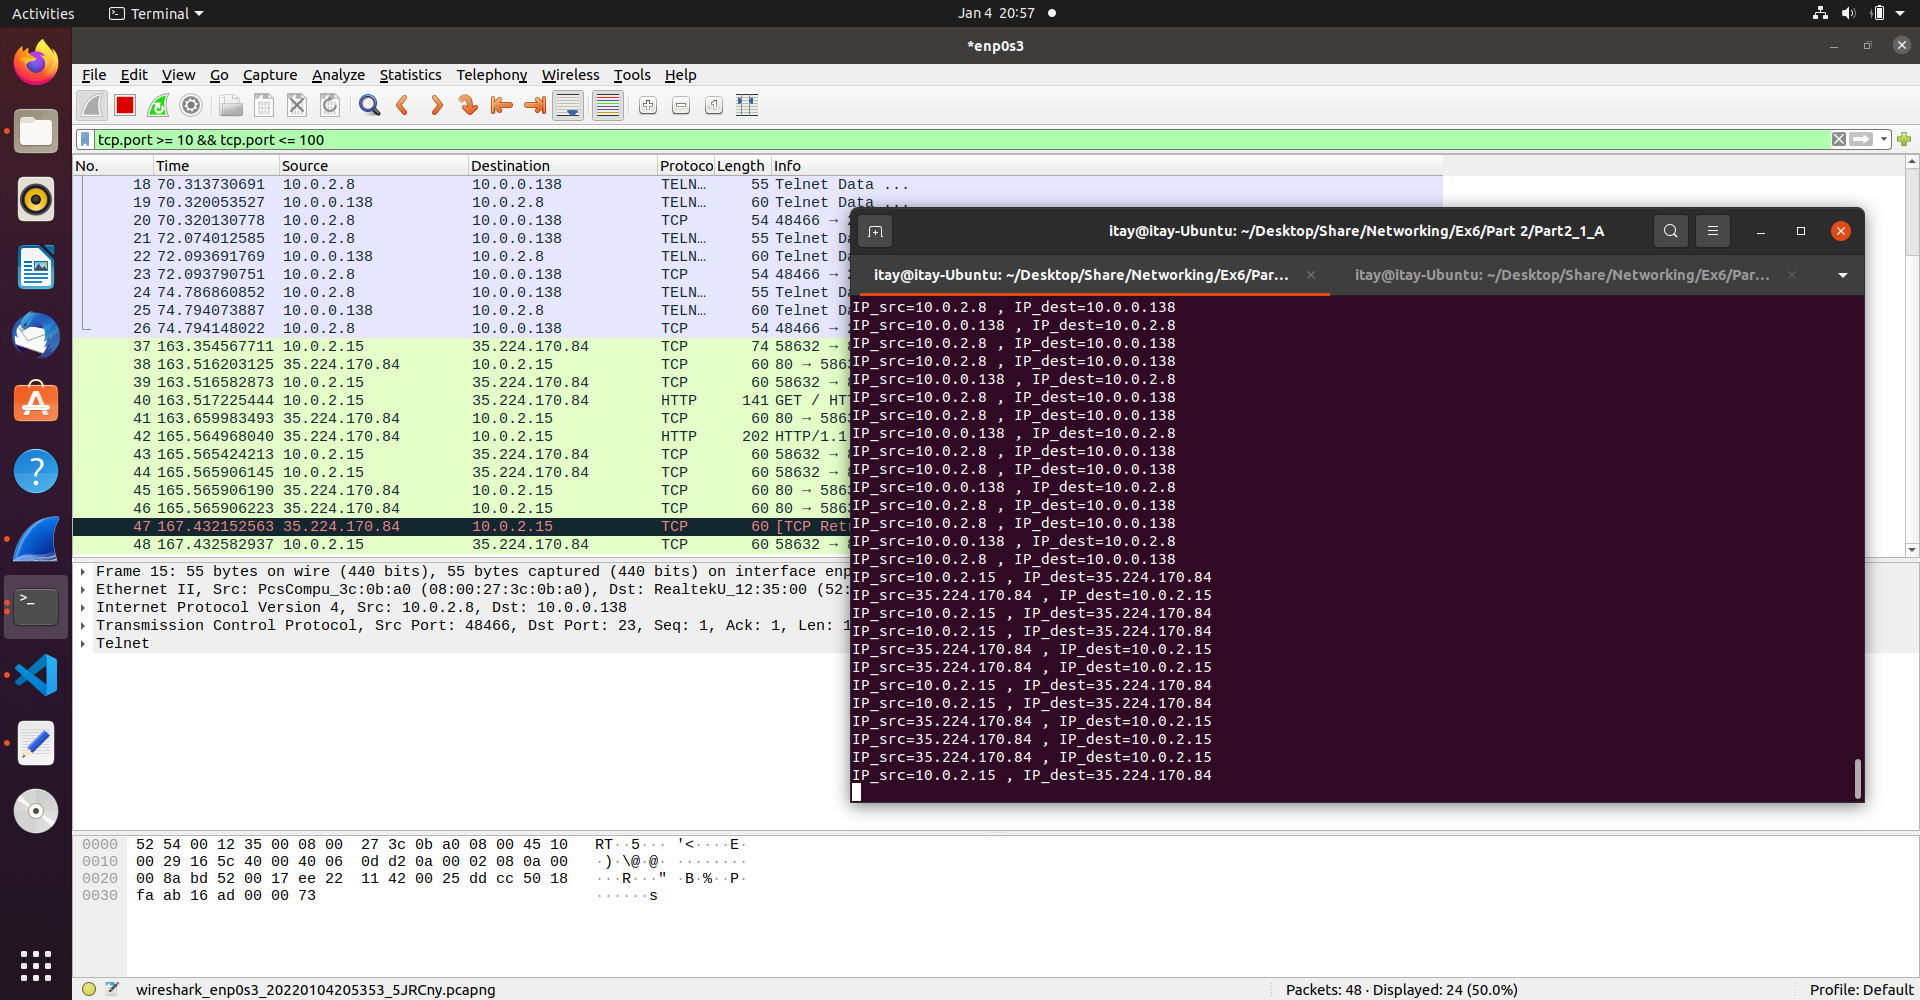 Activities
Terminal
Jan 4 20:57
*enp0s3
File Edit View Go Capture Analyze Statistics Telephony Wireless Tools Help
tcp.port >= 10 && tcp.port <= 100
No. Time Source Destination Protoco Length Info
18 70.313730691 10.0.2.8 10.0.0.138 TELN… 55 Telnet Data ...
19 70.320053527 10.0.0.138 10.0.2.8 TELN… 60 Telnet Data ...
20 70.320130778 10.0.2.8 10.0.0.138 TCP 54 48466 →
21 72.074012585 10.0.2.8 10.0.0.138 TELN… 55 Telnet Da
22 72.093691769 10.0.0.138 10.0.2.8 TELN… 60 Telnet Da
23 72.093790751 10.0.2.8 10.0.0.138 TCP 54 48466 →
24 74.786860852 10.0.2.8 10.0.0.138 TELN… 55 Telnet Da
25 74.794073887 10.0.0.138 10.0.2.8 TELN… 60 Telnet Da
26 74.794148022 10.0.2.8 10.0.0.138 TCP 54 48466 →
37 163.354567711 10.0.2.15 35.224.170.84 TCP 74 58632 →
38 163.516203125 35.224.170.84 10.0.2.15 TCP 60 80 → 586
39 163.516582873 10.0.2.15 35.224.170.84 TCP 60 58632 →
40 163.517225444 10.0.2.15 35.224.170.84 HTTP 141 GET / HT
41 163.659983493 35.224.170.84 10.0.2.15 TCP 60 80 → 586
42 165.564968040 35.224.170.84 10.0.2.15 HTTP 202 HTTP/1.1
43 165.565424213 10.0.2.15 35.224.170.84 TCP 60 58632 →
44 165.565906145 10.0.2.15 35.224.170.84 TCP 60 58632 →
45 165.565906190 35.224.170.84 10.0.2.15 TCP 60 80 → 586
46 165.565906223 35.224.170.84 10.0.2.15 TCP 60 80 → 586
47 167.432152563 35.224.170.84 10.0.2.15 TCP 60 [TCP Ret
48 167.432582937 10.0.2.15 35.224.170.84 TCP 60 58632 →
Frame 15: 55 bytes on wire (440 bits), 55 bytes captured (440 bits) on interface enp
Ethernet II, Src: PcsCompu_3c:0b:a0 (08:00:27:3c:0b:a0), Dst: RealtekU_12:35:00 (52:
Internet Protocol Version 4, Src: 10.0.2.8, Dst: 10.0.0.138
Transmission Control Protocol, Src Port: 48466, Dst Port: 23, Seq: 1, Ack: 1, Len: 1
Telnet
itay@itay-Ubuntu: ~/Desktop/Share/Networking/Ex6/Part 2/Part2_1_A
itay@itay-Ubuntu: ~/Desktop/Share/Networking/Ex6/Par...
itay@itay-Ubuntu: ~/Desktop/Share/Networking/Ex6/Par...
IP_src=10.0.2.8 , IP_dest=10.0.0.138
IP_src=10.0.0.138 , IP_dest=10.0.2.8
IP_src=10.0.2.8 , IP_dest=10.0.0.138
IP_src=10.0.2.8 , IP_dest=10.0.0.138
IP_src=10.0.0.138 , IP_dest=10.0.2.8
IP_src=10.0.2.8 , IP_dest=10.0.0.138
IP_src=10.0.2.8 , IP_dest=10.0.0.138
IP_src=10.0.0.138 , IP_dest=10.0.2.8
IP_src=10.0.2.8 , IP_dest=10.0.0.138
IP_src=10.0.2.8 , IP_dest=10.0.0.138
IP_src=10.0.0.138 , IP_dest=10.0.2.8
IP_src=10.0.2.8 , IP_dest=10.0.0.138
IP_src=10.0.2.8 , IP_dest=10.0.0.138
IP_src=10.0.0.138 , IP_dest=10.0.2.8
IP_src=10.0.2.8 , IP_dest=10.0.0.138
IP_src=10.0.2.15 , IP_dest=35.224.170.84
IP_src=35.224.170.84 , IP_dest=10.0.2.15
IP_src=10.0.2.15 , IP_dest=35.224.170.84
IP_src=10.0.2.15 , IP_dest=35.224.170.84
IP_src=35.224.170.84 , IP_dest=10.0.2.15
IP_src=35.224.170.84 , IP_dest=10.0.2.15
IP_src=10.0.2.15 , IP_dest=35.224.170.84
IP_src=10.0.2.15 , IP_dest=35.224.170.84
IP_src=35.224.170.84 , IP_dest=10.0.2.15
IP_src=35.224.170.84 , IP_dest=10.0.2.15
IP_src=35.224.170.84 , IP_dest=10.0.2.15
IP_src=10.0.2.15 , IP_dest=35.224.170.84
0000 52 54 00 12 35 00 08 00 27 3c 0b a0 08 00 45 10 RT··5··· '<····E·
0010 00 29 16 5c 40 00 40 06 0d d2 0a 00 02 08 0a 00 ·)·\@·@· ········
0020 00 8a bd 52 00 17 ee 22 11 42 00 25 dd cc 50 18 ···R···" ·B·%··P·
0030 fa ab 16 ad 00 00 73 ······s
wireshark_enp0s3_20220104205353_5JRCny.pcapng
Packets: 48 · Displayed: 24 (50.0%)
Profile: Default